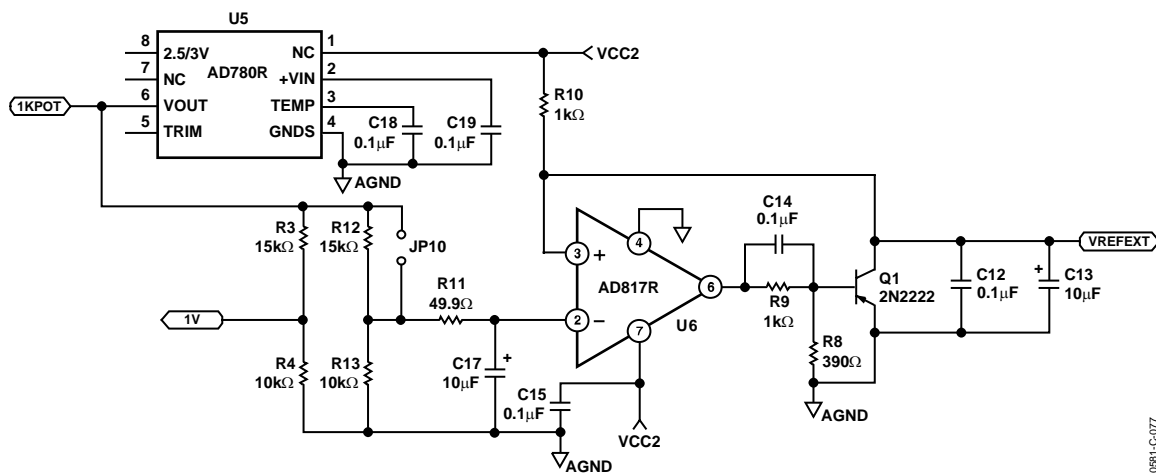 U5
8
2.5/3V
NC
1
VCC2
7
NC
AD780R
+VIN
2
1KPOT
6
VOUT
TEMP
3
5
TRIM
GNDS
4
C18
0.1μF
C19
0.1μF
R10
1kΩ
AGND
R3
15kΩ
R12
15kΩ
JP10
R11
49.9Ω
1V
R4
10kΩ
R13
10kΩ
C17
10μF
+
C15
0.1μF
AGND
3
+
4
2
−
AD817R
6
7
U6
VCC2
C14
0.1μF
R9
1kΩ
R8
390Ω
AGND
Q1
2N2222
C12
0.1μF
+
C13
10μF
VREFEXT
0581-C-077